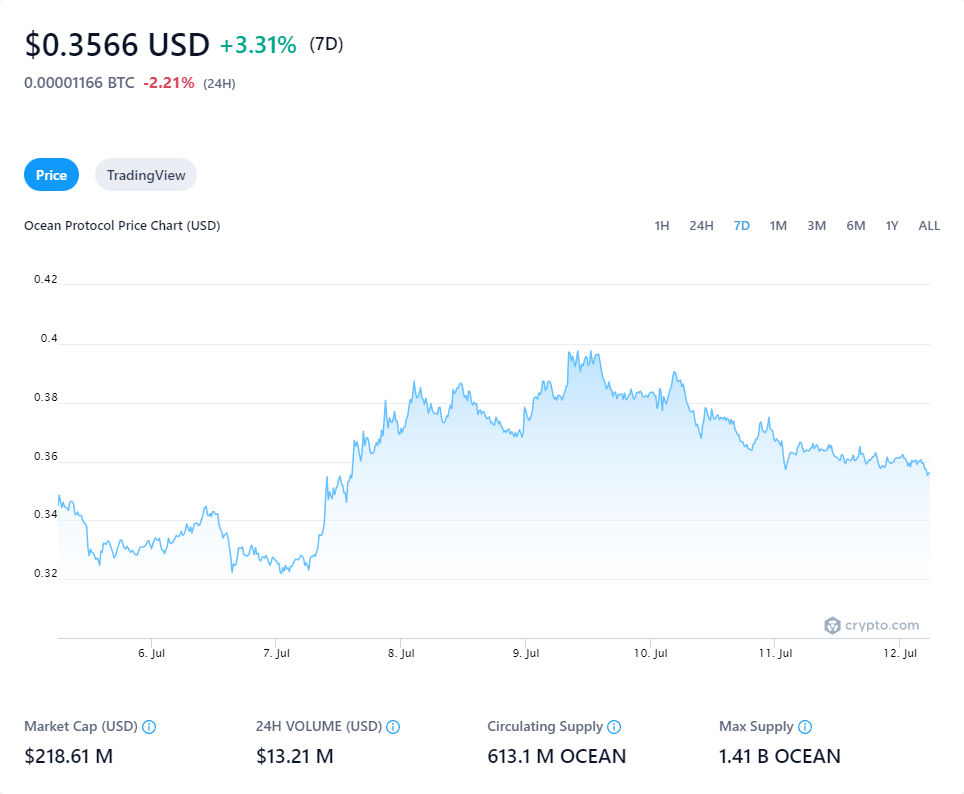 $0.3566 USD +3.31% (7D)
0.00001166 BTC -2.21% (24H)
Price TradingView
Ocean Protocol Price Chart (USD) 1H 24H 7D 1M 3M 6M 1Y ALL
0.42
0.4
0.38
0.36
0.34
0.32
crypto.com
6. Jul 7. Jul 8. Jul 9. Jul 10. Jul 11. Jul 12. Jul
Market Cap (USD) 24H VOLUME (USD) Circulating Supply Max Supply
$218.61 M $13.21 M 613.1 M OCEAN 1.41 B OCEAN